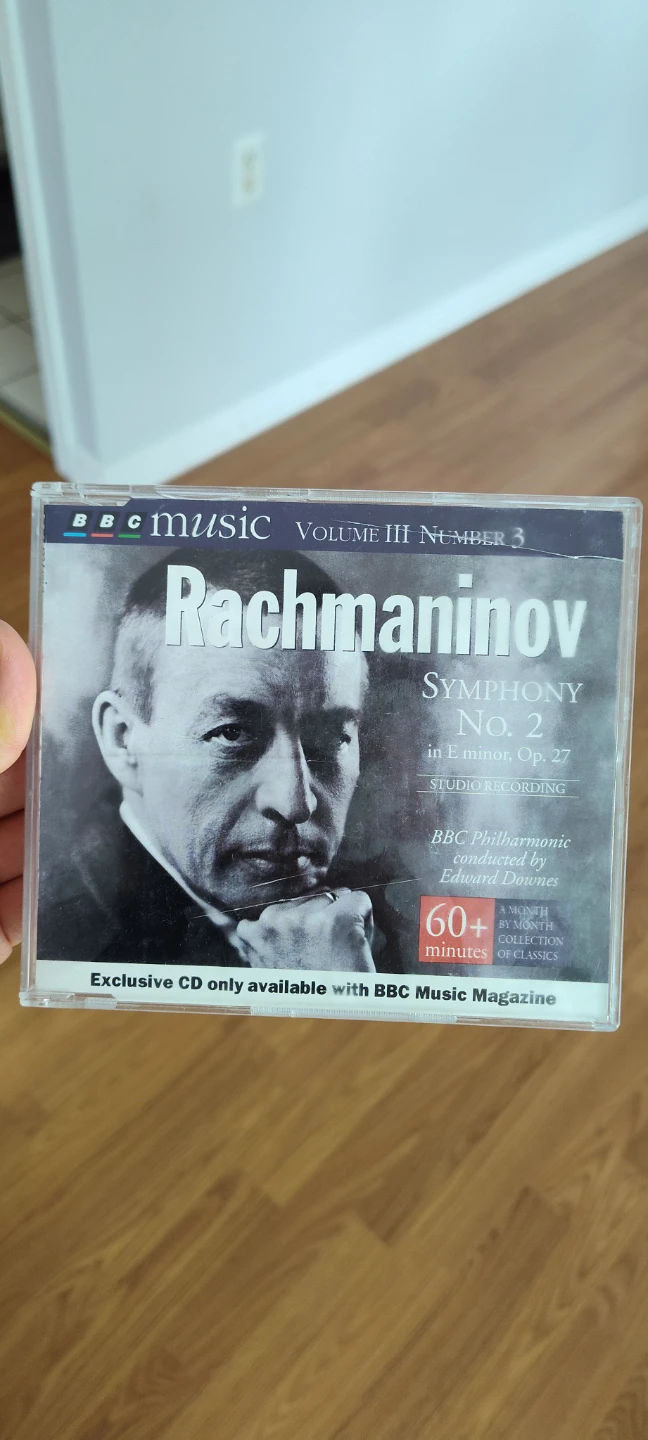 BBC music VOLUME III NUMBER 3
Rachmaninov
SYMPHONY
NO. 2
in E minor, Op. 27
STUDIO RECORDING
BBC Philharmonic
conducted by
Edward Downes
60+
minutes
A MONTH
BY MONTH
COLLECTION
OF CLASSICS
Exclusive CD only available with BBC Music Magazine